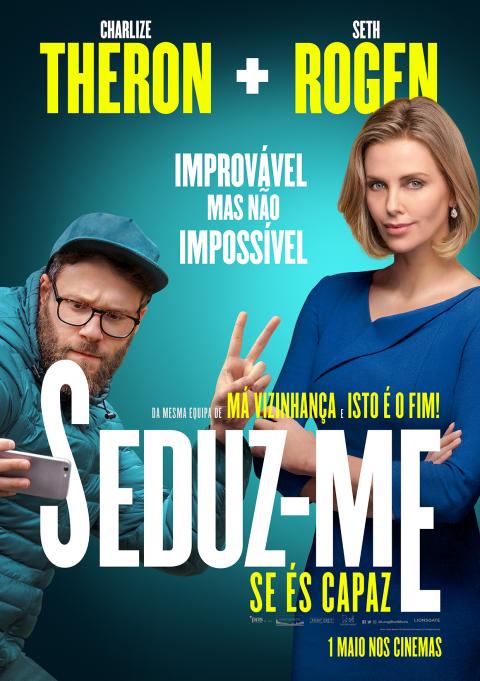 CHARLIZE
THERON
+
SETH
ROGEN
IMPROVÁVEL
MAS NÃO
IMPOSSÍVEL
DA MESMA EQUIPA DE MÁ VIZINHANÇA E ISTO É O FIM!
SEDUZ-ME
SE ÉS CAPAZ
LIONSGATE
1 MAIO NOS CINEMAS